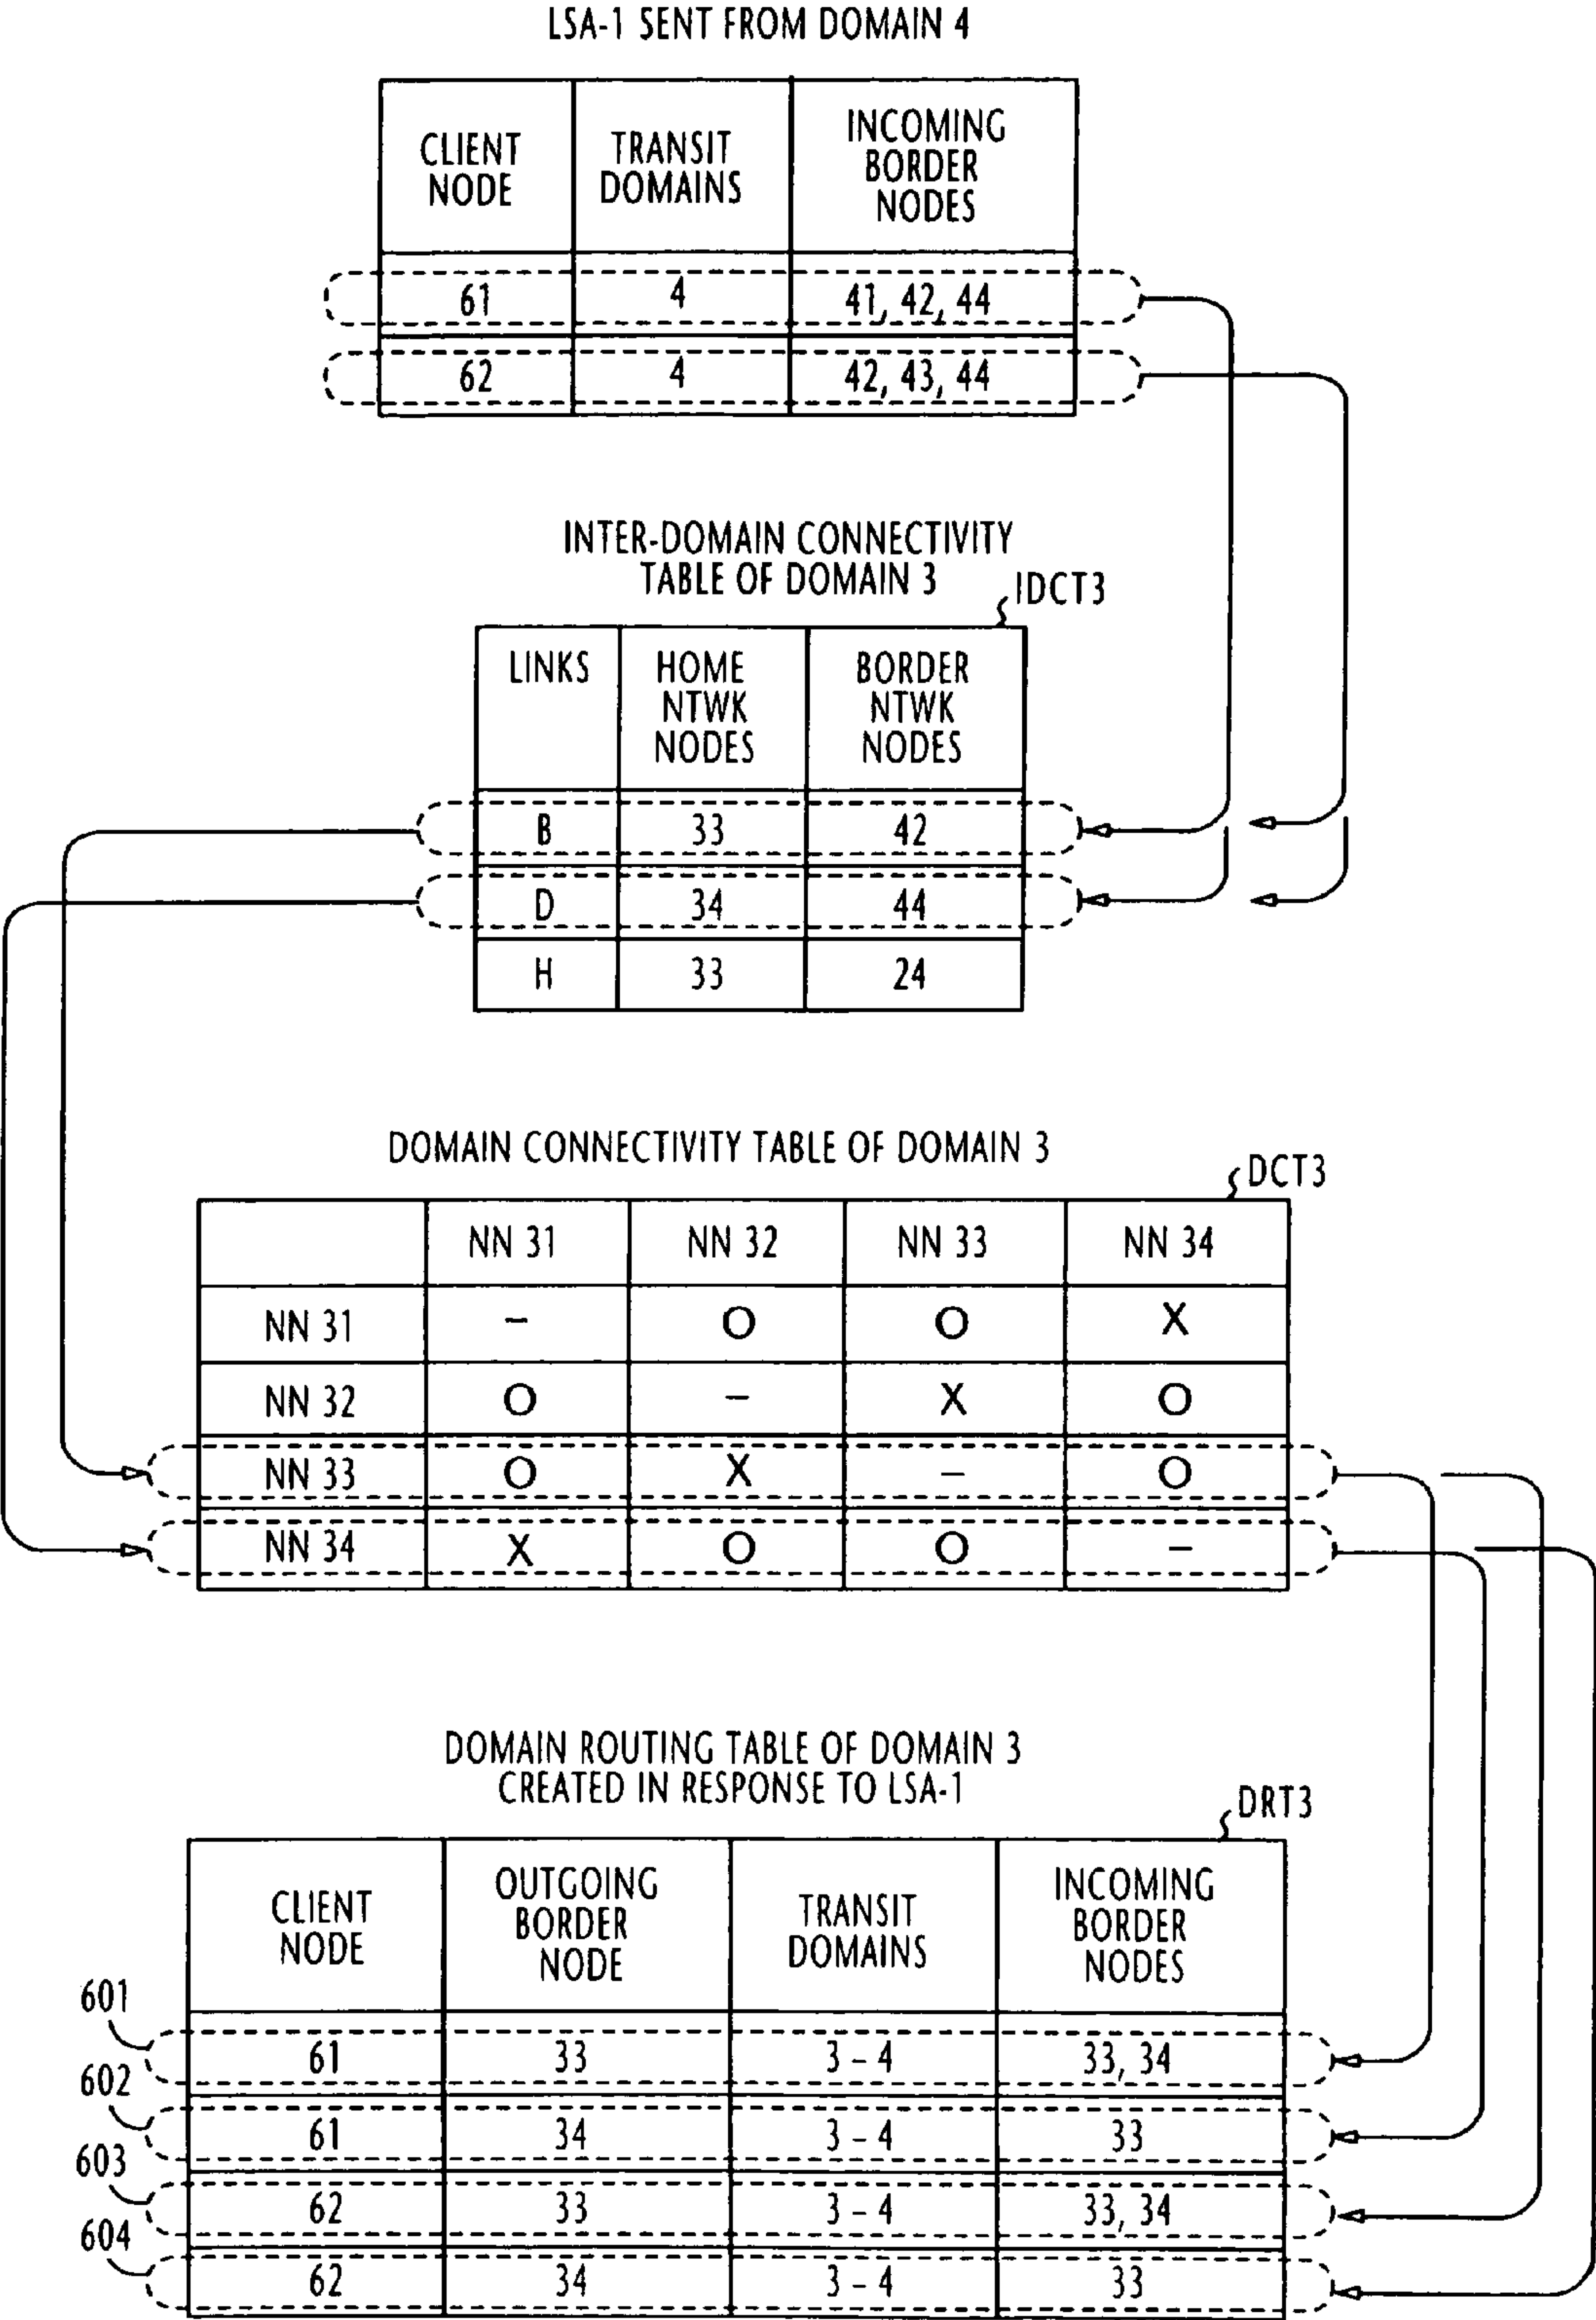 LSA-1 SENT FROM DOMAIN 4
CLIENT NODE | TRANSIT DOMAINS | INCOMING BORDER NODES
61 | 4 | 41, 42, 44
62 | 4 | 42, 43, 44
INTER-DOMAIN CONNECTIVITY
TABLE OF DOMAIN 3
IDCT3
LINKS | HOME NTWK NODES | BORDER NTWK NODES
B | 33 | 42
D | 34 | 44
H | 33 | 24
DOMAIN CONNECTIVITY TABLE OF DOMAIN 3
DCT3
NN 31 | NN 32 | NN 33 | NN 34
NN 31 | – | O | O | X
NN 32 | O | – | X | O
NN 33 | O | X | – | O
NN 34 | X | O | O | –
DOMAIN ROUTING TABLE OF DOMAIN 3
CREATED IN RESPONSE TO LSA-1
DRT3
CLIENT NODE | OUTGOING BORDER NODE | TRANSIT DOMAINS | INCOMING BORDER NODES
601 | 61 | 33 | 3 – 4 | 33, 34
602 | 61 | 34 | 3 – 4 | 33
603 | 62 | 33 | 3 – 4 | 33, 34
604 | 62 | 34 | 3 – 4 | 33